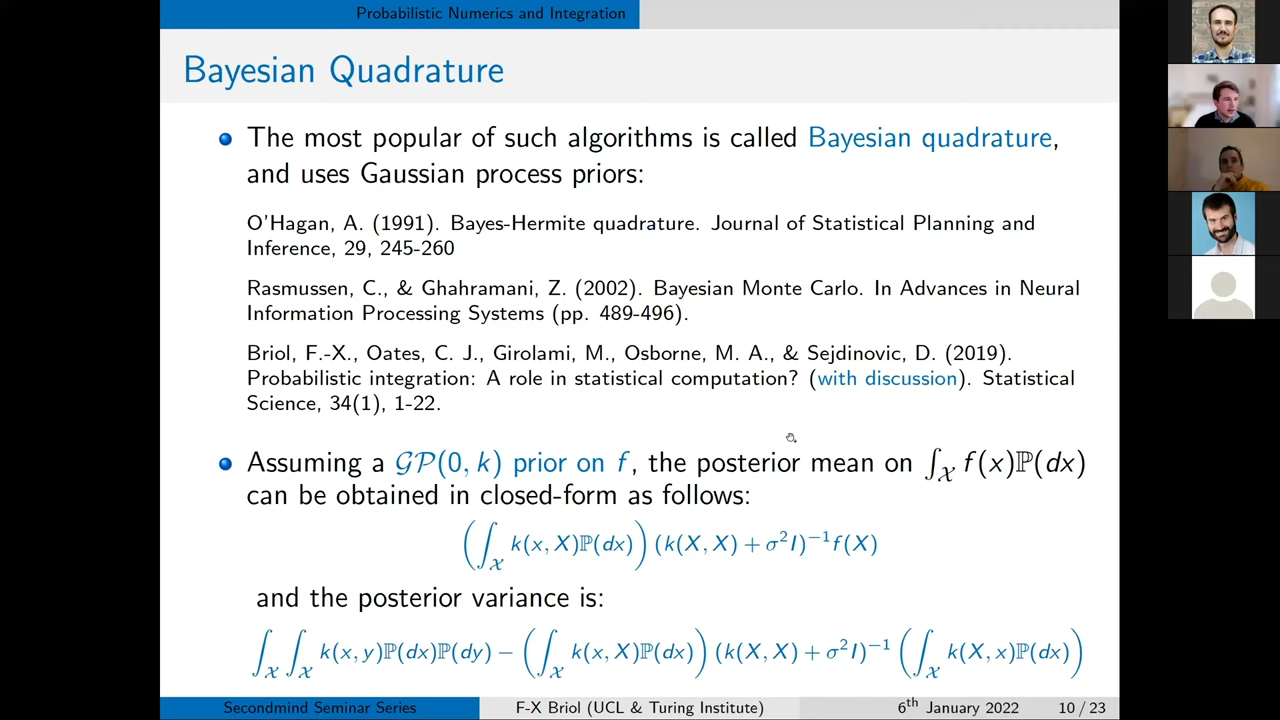 Probabilistic Numerics and Integration
Bayesian Quadrature
The most popular of such algorithms is called Bayesian quadrature,
and uses Gaussian process priors:
O'Hagan, A. (1991). Bayes-Hermite quadrature. Journal of Statistical Planning and
Inference, 29, 245-260
Rasmussen, C., & Ghahramani, Z. (2002). Bayesian Monte Carlo. In Advances in Neural
Information Processing Systems (pp. 489-496).
Briol, F.-X., Oates, C. J., Girolami, M., Osborne, M. A., & Sejdinovic, D. (2019).
Probabilistic integration: A role in statistical computation? (with discussion). Statistical
Science, 34(1), 1-22.
Assuming a 𝒢𝒫(0, k) prior on f, the posterior mean on ∫_𝒳 f(x)ℙ(dx)
can be obtained in closed-form as follows:
(∫_𝒳 k(x, X)ℙ(dx)) (k(X, X) + σ²I)⁻¹f(X)
and the posterior variance is:
∫_𝒳 ∫_𝒳 k(x, y)ℙ(dx)ℙ(dy) − (∫_𝒳 k(x, X)ℙ(dx)) (k(X, X) + σ²I)⁻¹ (∫_𝒳 k(X, x)ℙ(dx))
Secondmind Seminar Series F-X Briol (UCL & Turing Institute) 6th January 2022 10 / 23